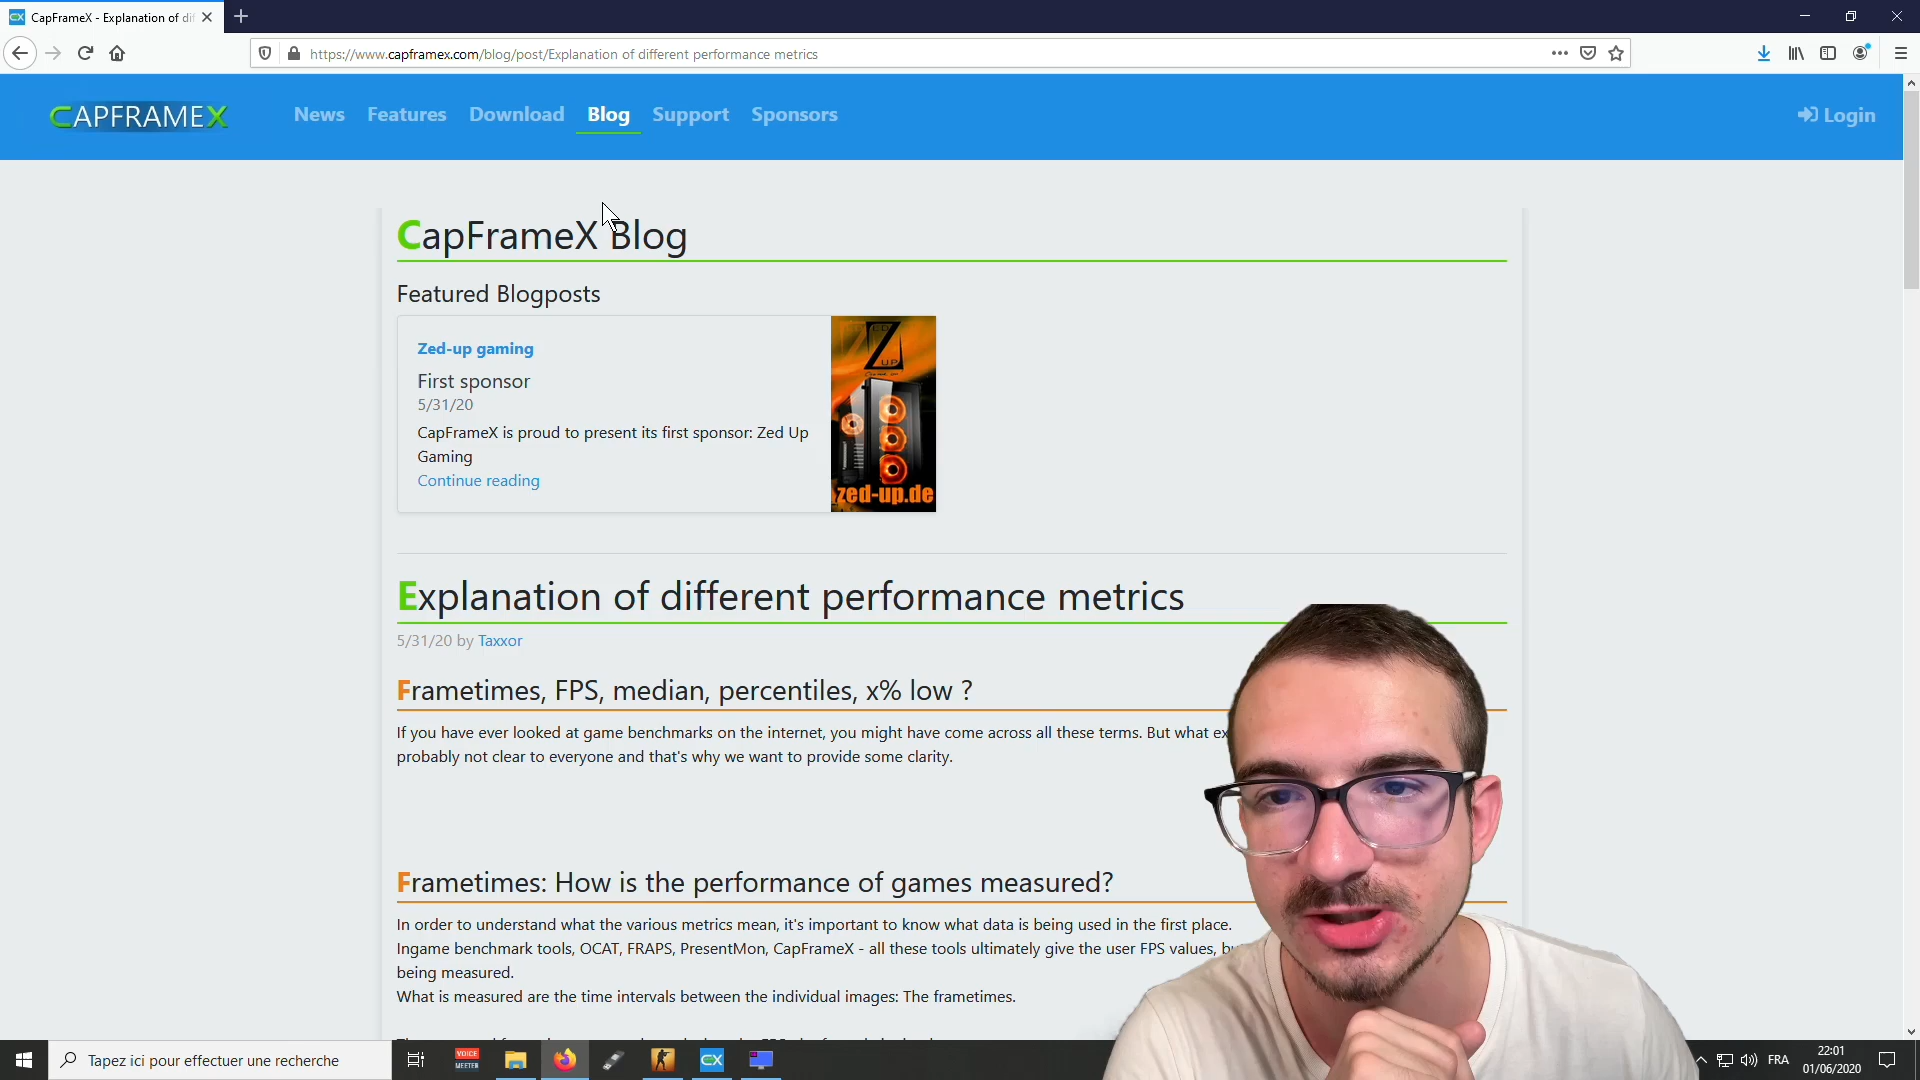 CapFrameX - Explanation of dif
https://www.capframex.com/blog/post/Explanation of different performance metrics
CAPFRAMEX
News
Features
Download
Blog
Support
Sponsors
Login
CapFrameX Blog
Featured Blogposts
Zed-up gaming
First sponsor
5/31/20
CapFrameX is proud to present its first sponsor: Zed Up
Gaming
Continue reading
Z
UP
zed-up.de
Explanation of different performance metrics
5/31/20 by Taxxor
Frametimes, FPS, median, percentiles, x% low ?
If you have ever looked at game benchmarks on the internet, you might have come across all these terms. But what ex
probably not clear to everyone and that's why we want to provide some clarity.
Frametimes: How is the performance of games measured?
In order to understand what the various metrics mean, it's important to know what data is being used in the first place.
Ingame benchmark tools, OCAT, FRAPS, PresentMon, CapFrameX - all these tools ultimately give the user FPS values, bu
being measured.
What is measured are the time intervals between the individual images: The frametimes.
Tapez ici pour effectuer une recherche
VOICE
MEETER
CX
FRA
22:01
01/06/2020